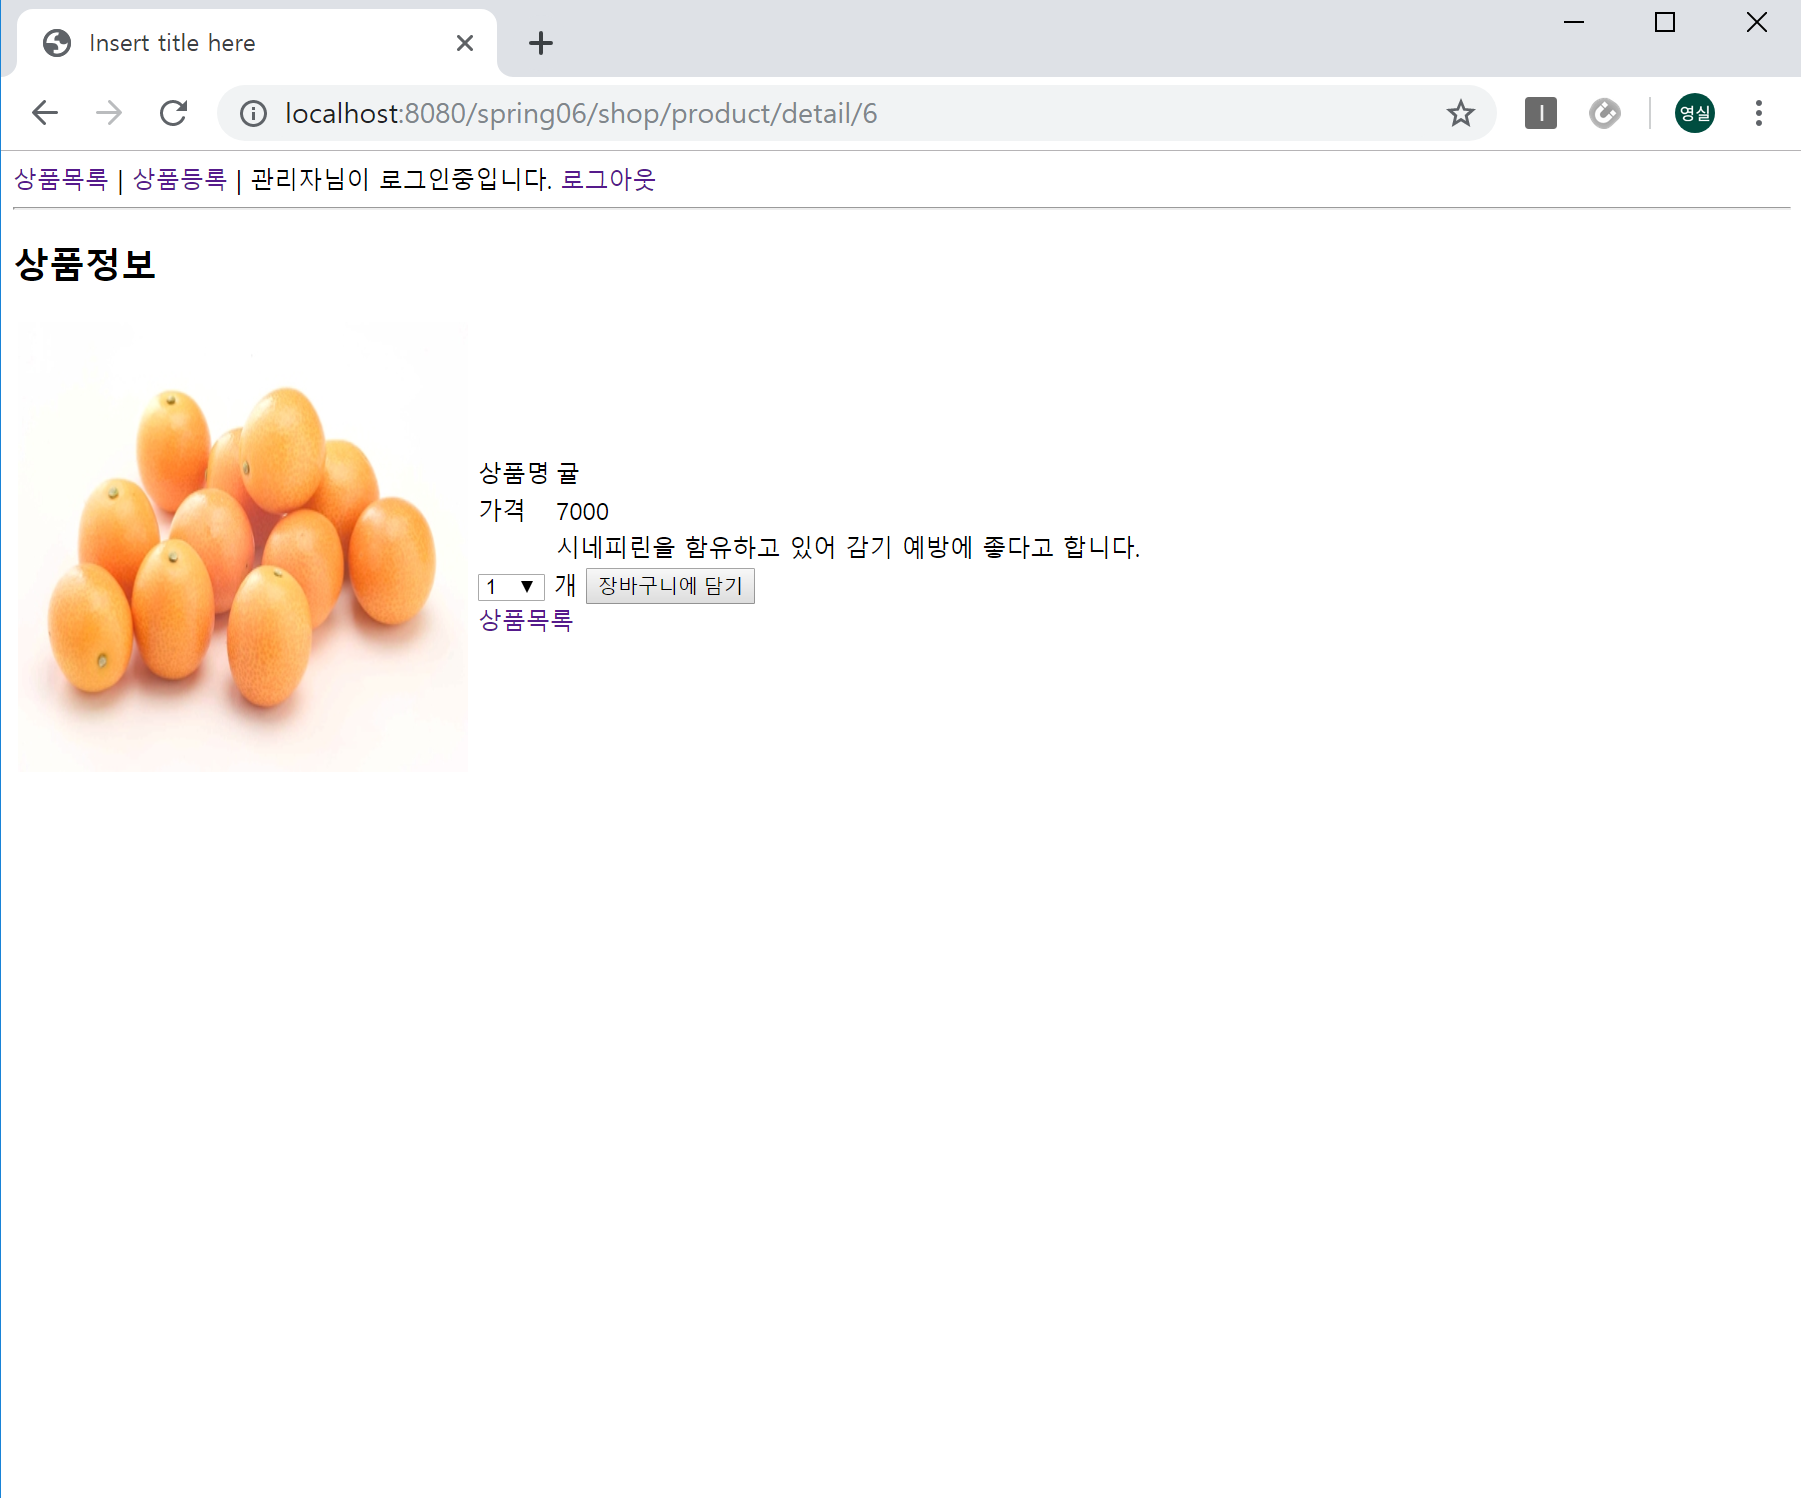 Insert title here
localhost:8080/spring06/shop/product/detail/6
I
영실
상품목록 | 상품등록 | 관리자님이 로그인중입니다. 로그아웃
상품정보
상품명 귤
가격 7000
시네피린을 함유하고 있어 감기 예방에 좋다고 합니다.
1 ▼ 개 장바구니에 담기
상품목록